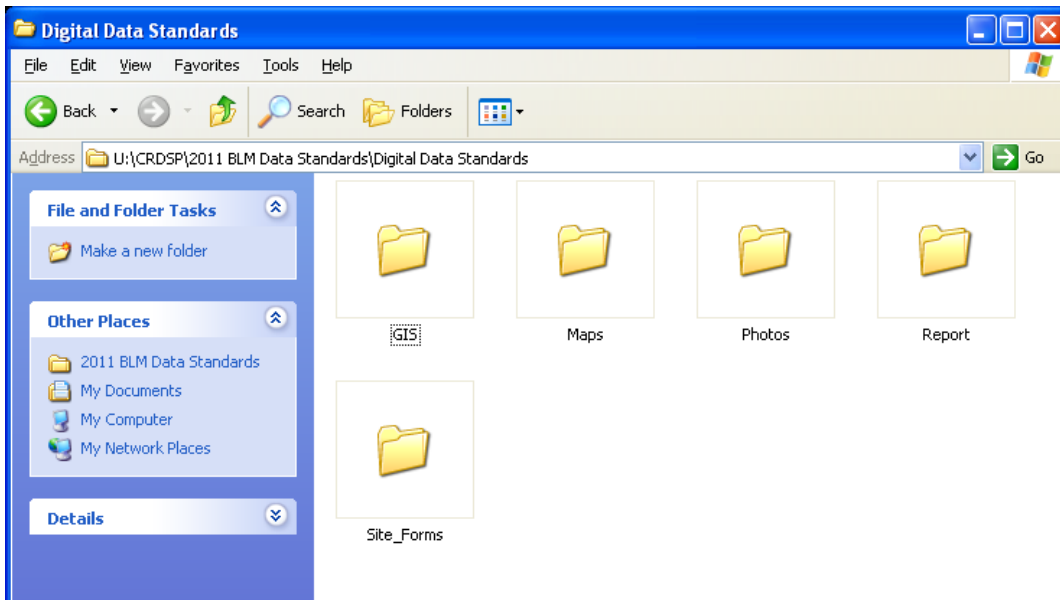 Digital Data Standards
File Edit View Favorites Tools Help
Back Search Folders
Address U:\CRDSP\2011 BLM Data Standards\Digital Data Standards Go
File and Folder Tasks
Make a new folder
Other Places
2011 BLM Data Standards
My Documents
My Computer
My Network Places
Details
GIS Maps Photos Report
Site_Forms